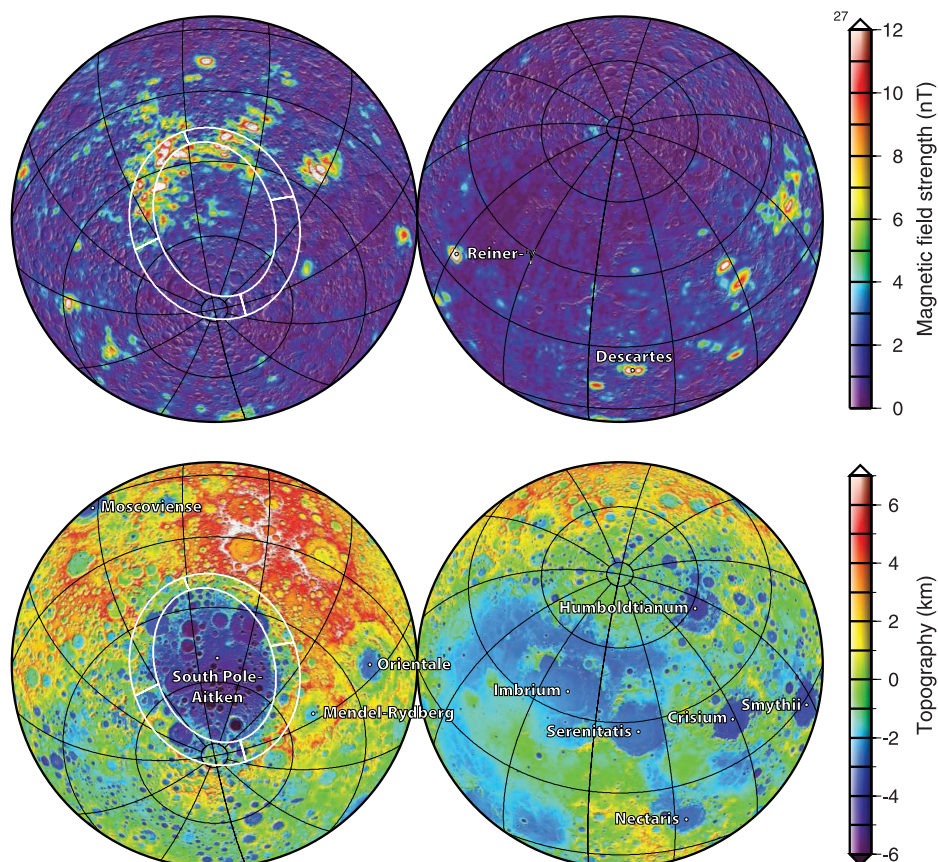 27
12
10
8
6
4
2
0
Magnetic field strength (nT)
Reiner-γ
Descartes
Moscoviense
South Pole-
Aitken
Orientale
Mendel-Rydberg
Humboldtianum
Imbrium
Serenitatis
Crisium
Smythii
Nectaris
6
4
2
0
-2
-4
-6
Topography (km)